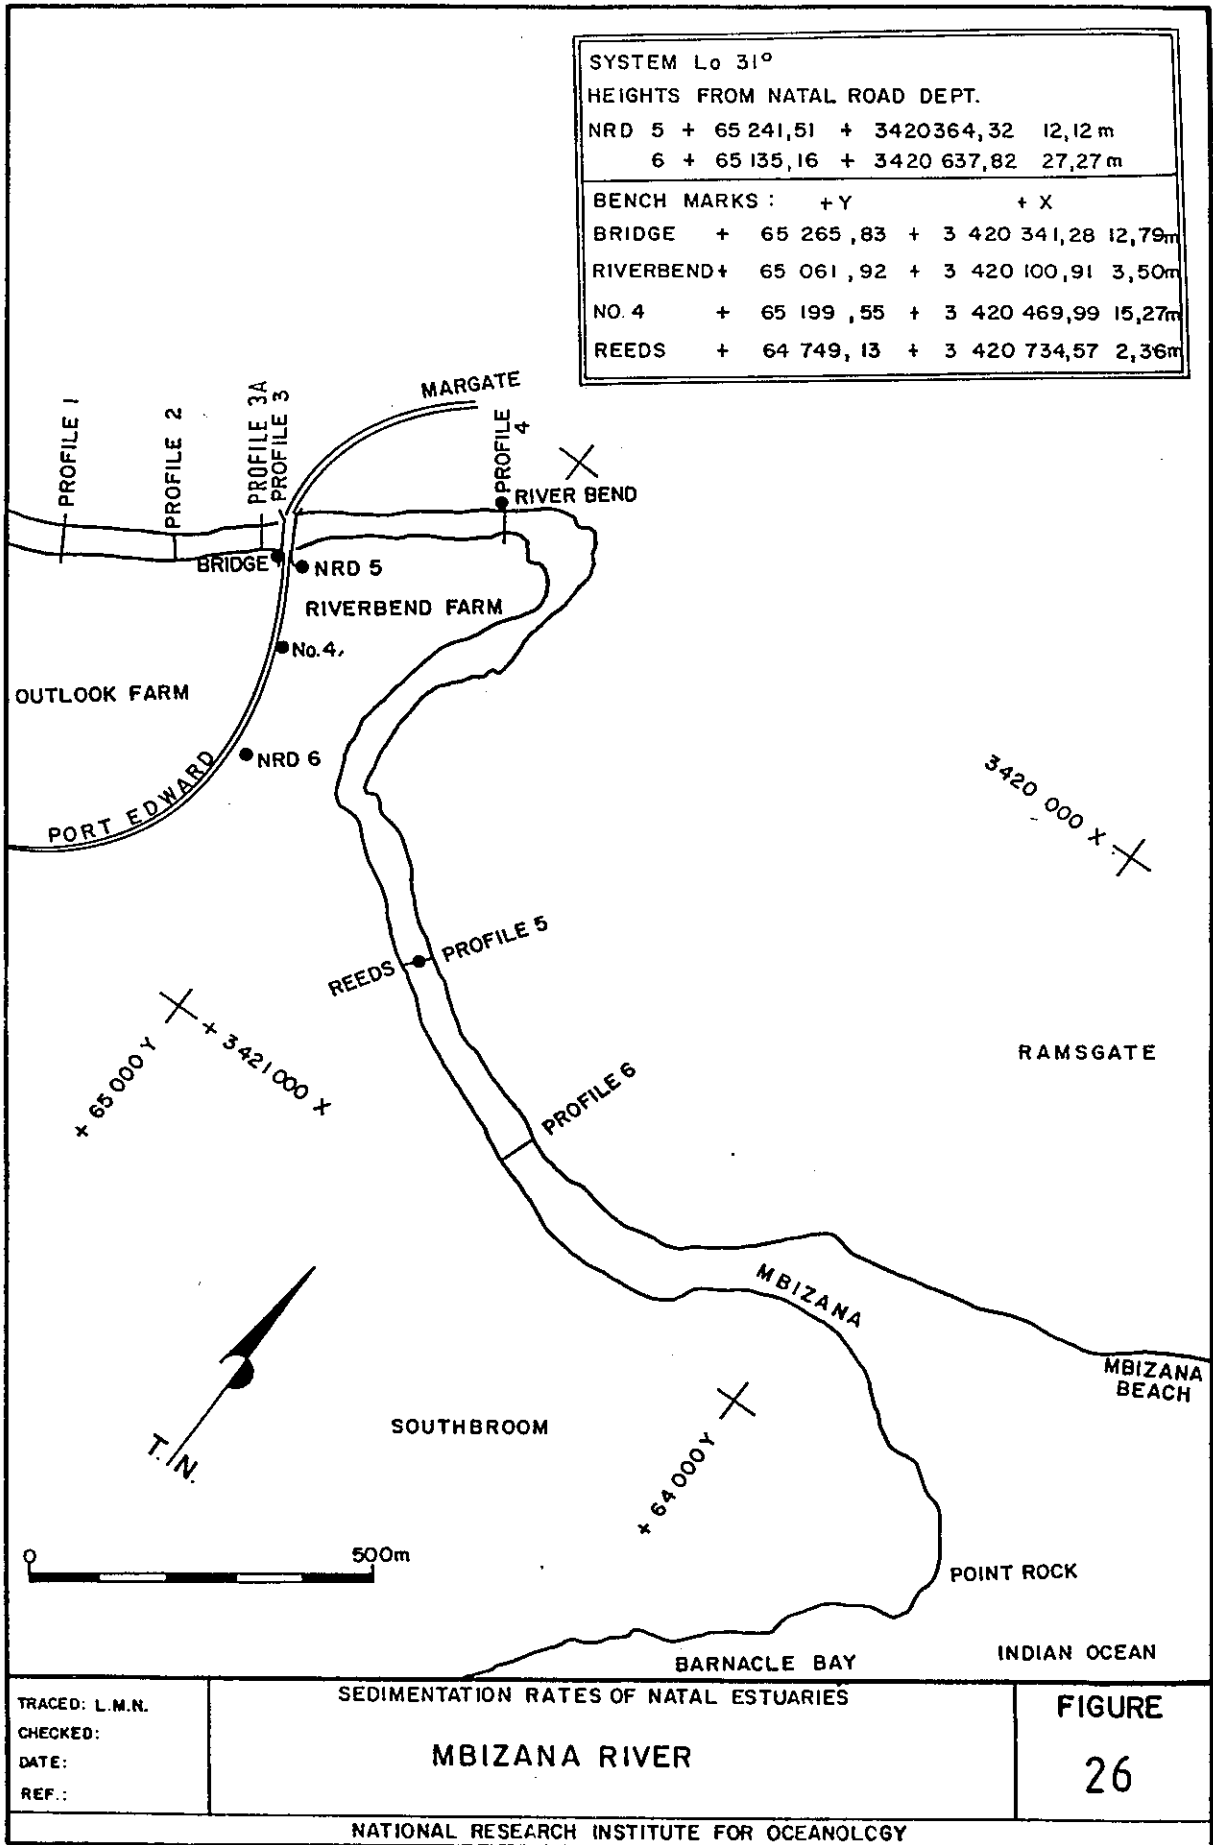 SYSTEM Lo 31°
HEIGHTS FROM NATAL ROAD DEPT.
NRD 5 + 65 241,51 + 3420364,32 12,12 m
6 + 65 135,16 + 3420 637,82 27,27 m
BENCH MARKS : + Y + X
BRIDGE + 65 265 ,83 + 3 420 341,28 12,79m
RIVERBEND + 65 061 ,92 + 3 420 100,91 3,50m
NO. 4 + 65 199 ,55 + 3 420 469,99 15,27m
REEDS + 64 749, 13 + 3 420 734,57 2,36m
MARGATE
PROFILE 1
PROFILE 2
PROFILE 3A
PROFILE 3
PROFILE 4
RIVER BEND
BRIDGE
NRD 5
RIVERBEND FARM
No.4
OUTLOOK FARM
NRD 6
PORT EDWARD
3420 000 X
REEDS
PROFILE 5
+ 65 000 Y
+ 3421000 X
RAMSGATE
PROFILE 6
MBIZANA
MBIZANA
BEACH
T.N.
SOUTHBROOM
+ 64 000 Y
0 500m
POINT ROCK
INDIAN OCEAN
BARNACLE BAY
TRACED: L.M.N.
CHECKED:
DATE:
REF.:
SEDIMENTATION RATES OF NATAL ESTUARIES
MBIZANA RIVER
FIGURE
26
NATIONAL RESEARCH INSTITUTE FOR OCEANOLOGY